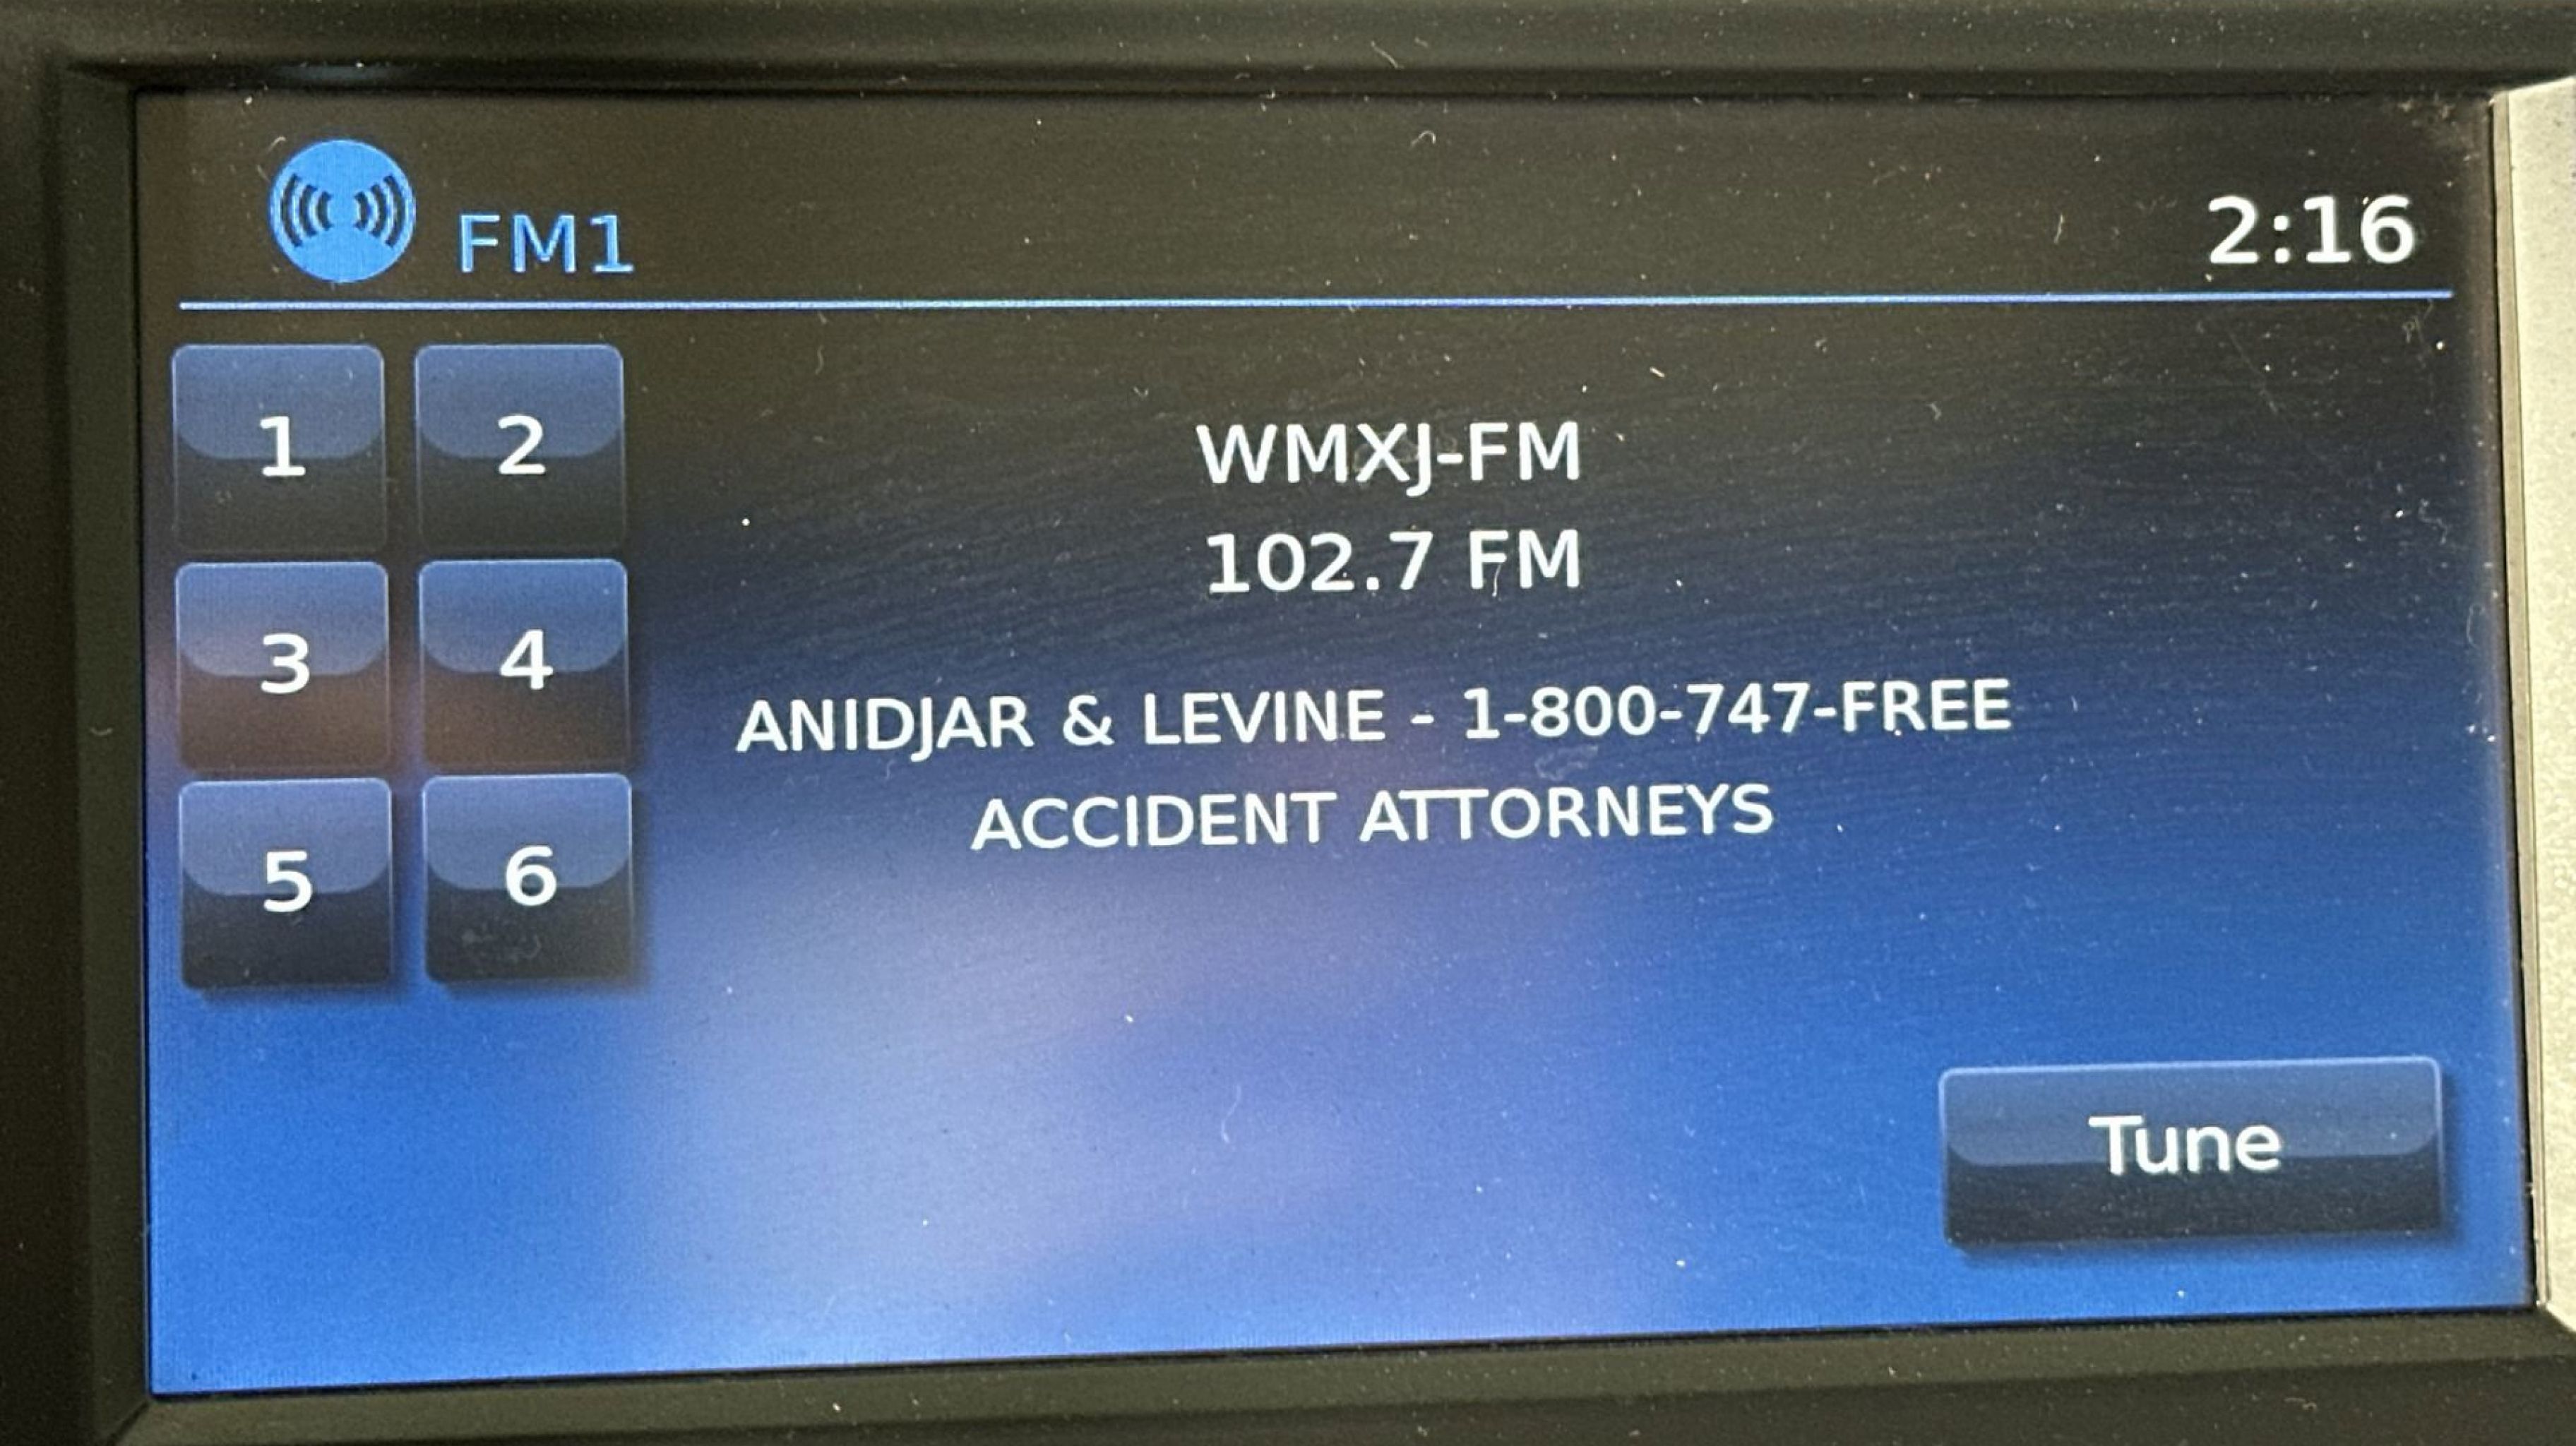 FM1
2:16
1 2
3 4
5 6
WMXJ-FM
102.7 FM
ANIDJAR & LEVINE - 1-800-747-FREE
ACCIDENT ATTORNEYS
Tune